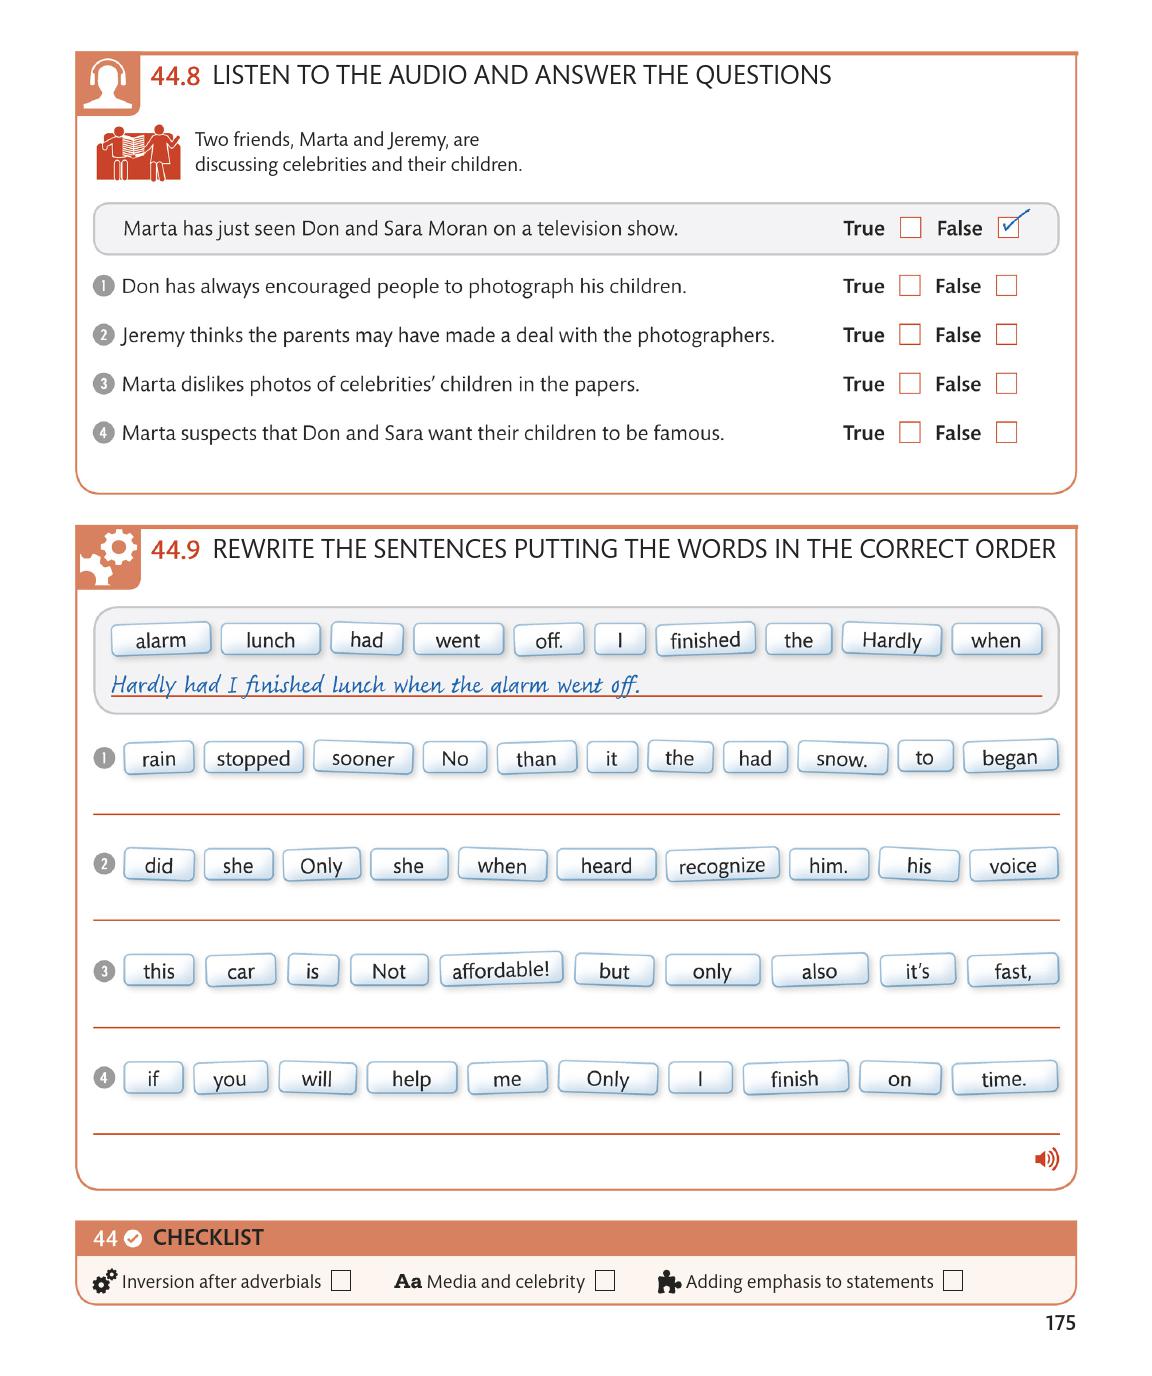 44.8 LISTEN TO THE AUDIO AND ANSWER THE QUESTIONS
Two friends, Marta and Jeremy, are
discussing celebrities and their children.
Marta has just seen Don and Sara Moran on a television show. True False
1 Don has always encouraged people to photograph his children. True False
2 Jeremy thinks the parents may have made a deal with the photographers. True False
3 Marta dislikes photos of celebrities’ children in the papers. True False
4 Marta suspects that Don and Sara want their children to be famous. True False
44.9 REWRITE THE SENTENCES PUTTING THE WORDS IN THE CORRECT ORDER
alarm lunch had went off. I finished the Hardly when
Hardly had I finished lunch when the alarm went off.
1 rain stopped sooner No than it the had snow. to began
2 did she Only she when heard recognize him. his voice
3 this car is Not affordable! but only also it’s fast,
4 if you will help me Only I finish on time.
44 CHECKLIST
Inversion after adverbials Aa Media and celebrity Adding emphasis to statements
175